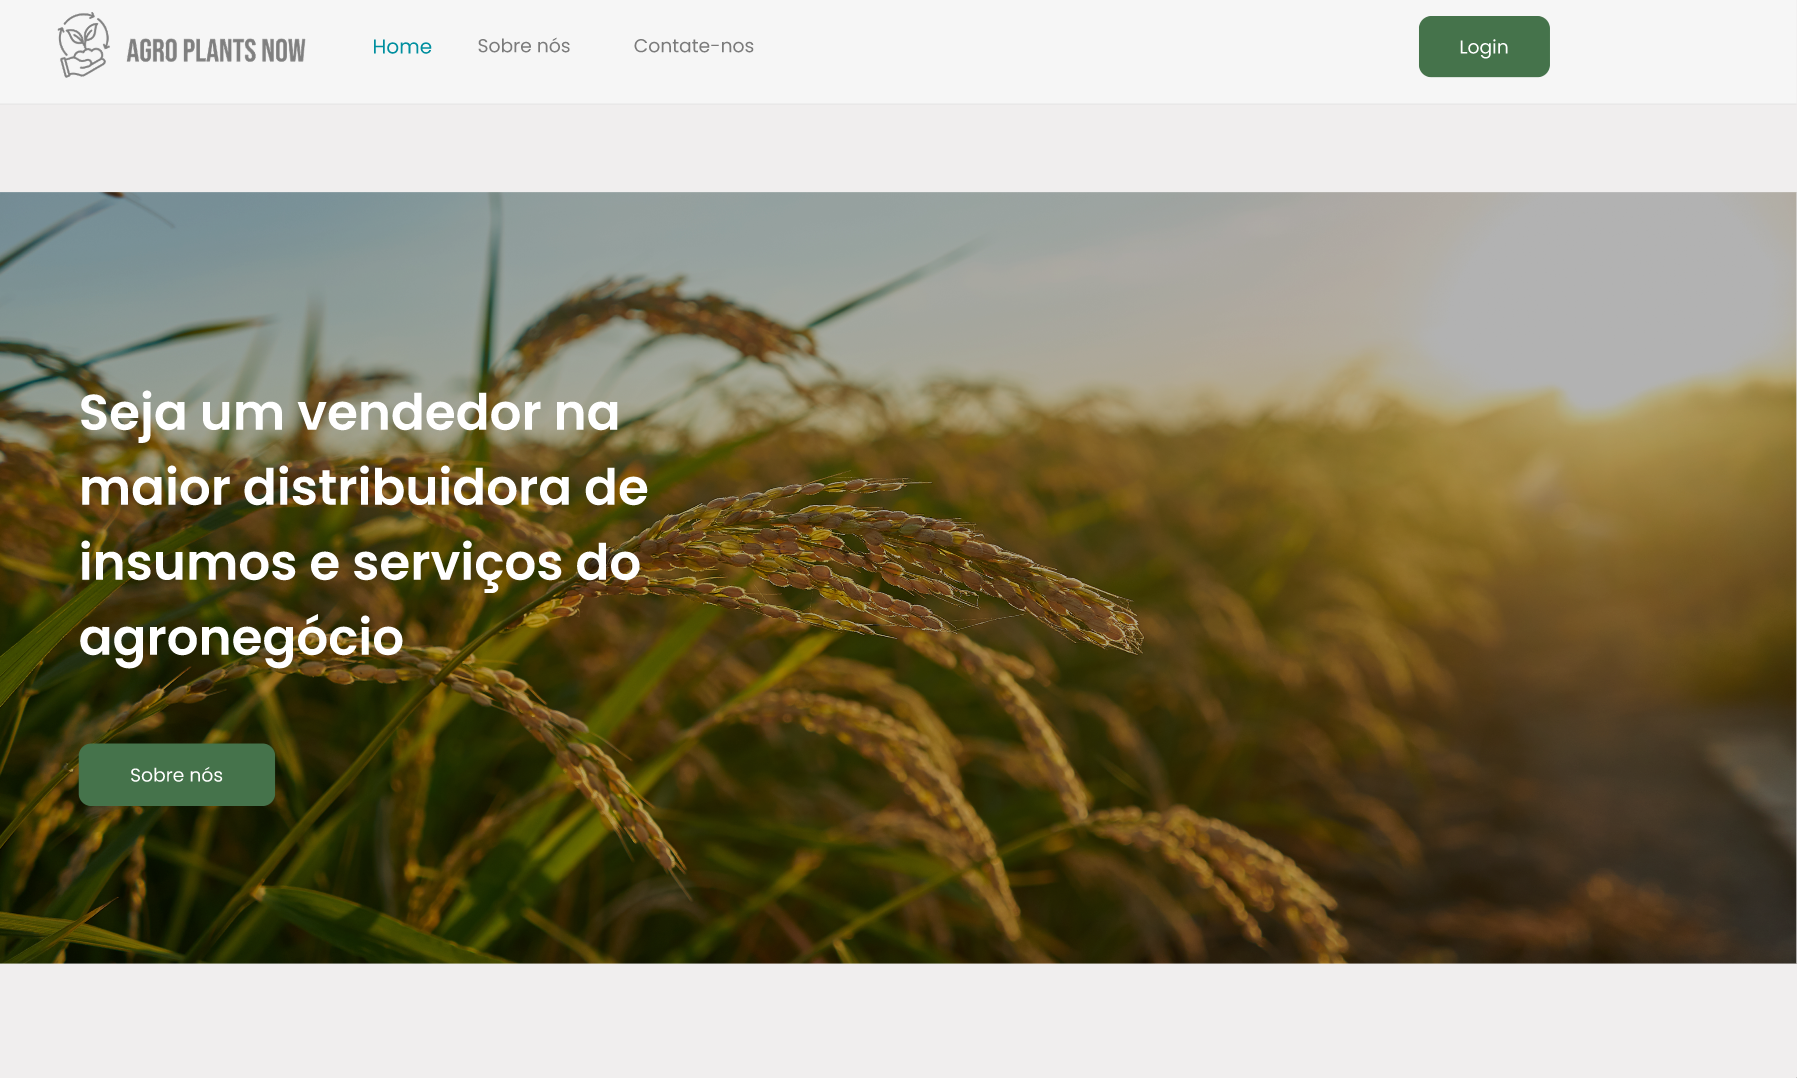 AGRO PLANTS NOW
Home
Sobre nós
Contate-nos
Login
Seja um vendedor na
maior distribuidora de
insumos e serviços do
agronegócio
Sobre nós